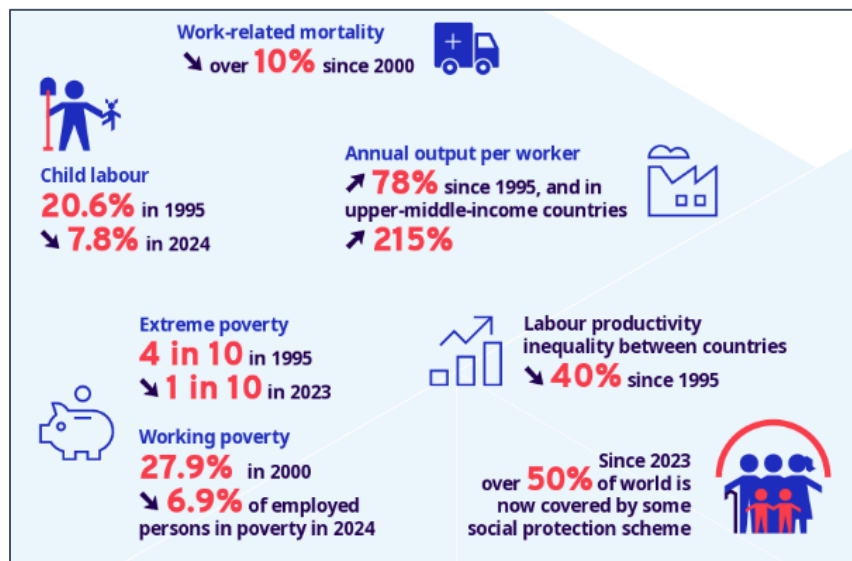 Work-related mortality
↘ over 10% since 2000
Child labour
20.6% in 1995
↘ 7.8% in 2024
Annual output per worker
↗ 78% since 1995, and in
upper-middle-income countries
↗ 215%
Extreme poverty
4 in 10 in 1995
↘ 1 in 10 in 2023
Labour productivity
inequality between countries
↘ 40% since 1995
Working poverty
27.9% in 2000
↘ 6.9% of employed
persons in poverty in 2024
Since 2023
over 50% of world is
now covered by some
social protection scheme